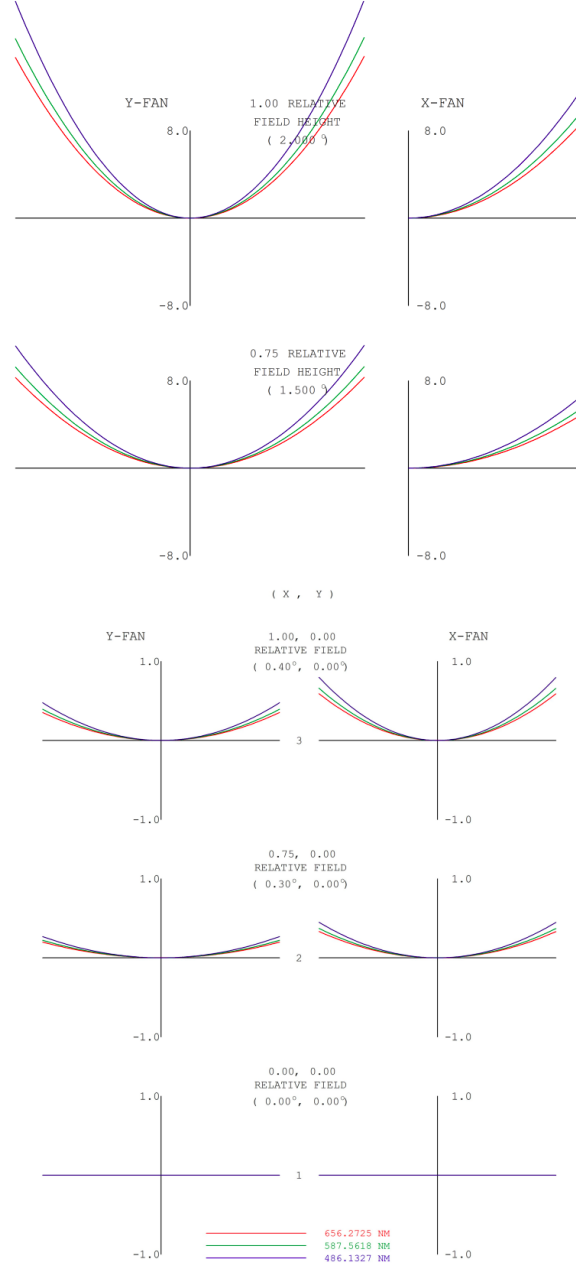 Y-FAN 1.00 RELATIVE X-FAN
FIELD HEIGHT
8.0 ( 2.000 °) 8.0
-8.0 -8.0
0.75 RELATIVE
FIELD HEIGHT
8.0 ( 1.500 °) 8.0
-8.0 -8.0
( X , Y )
Y-FAN 1.00, 0.00 X-FAN
RELATIVE FIELD
1.0 ( 0.40°, 0.00°) 1.0
3
-1.0 -1.0
0.75, 0.00
RELATIVE FIELD
1.0 ( 0.30°, 0.00°) 1.0
2
-1.0 -1.0
0.00, 0.00
RELATIVE FIELD
1.0 ( 0.00°, 0.00°) 1.0
1
656.2725 NM
587.5618 NM
-1.0 486.1327 NM -1.0